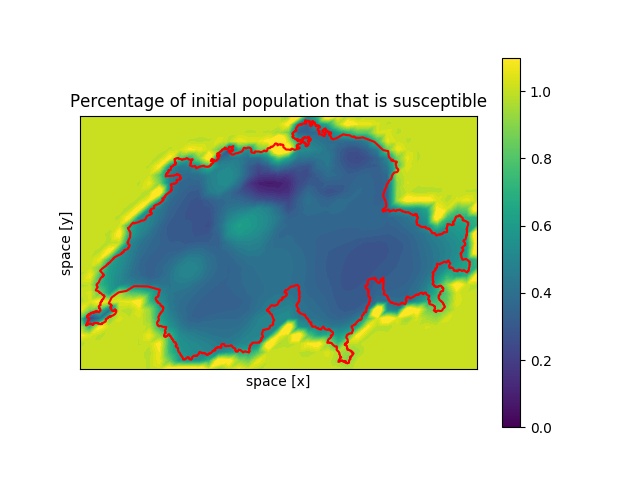 Percentage of initial population that is susceptible
space [y]
space [x]
1.0
0.8
0.6
0.4
0.2
0.0